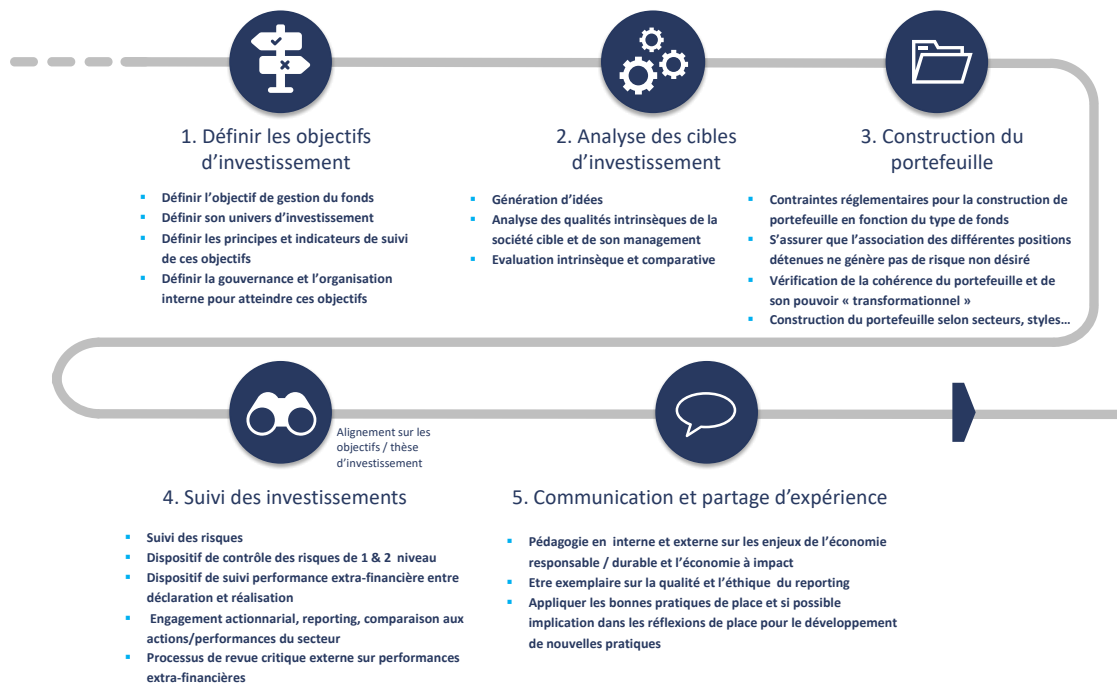 1. Définir les objectifs
d’investissement
▪ Définir l’objectif de gestion du fonds
▪ Définir son univers d’investissement
▪ Définir les principes et indicateurs de suivi
de ces objectifs
▪ Définir la gouvernance et l’organisation
interne pour atteindre ces objectifs
2. Analyse des cibles
d’investissement
▪ Génération d’idées
▪ Analyse des qualités intrinsèques de la
société cible et de son management
▪ Evaluation intrinsèque et comparative
3. Construction du
portefeuille
▪ Contraintes réglementaires pour la construction de
portefeuille en fonction du type de fonds
▪ S’assurer que l’association des différentes positions
détenues ne génère pas de risque non désiré
▪ Vérification de la cohérence du portefeuille et de
son pouvoir « transformationnel »
▪ Construction du portefeuille selon secteurs, styles…
Alignement sur les
objectifs / thèse
d’investissement
4. Suivi des investissements
▪ Suivi des risques
▪ Dispositif de contrôle des risques de 1 & 2 niveau
▪ Dispositif de suivi performance extra-financière entre
déclaration et réalisation
▪ Engagement actionnarial, reporting, comparaison aux
actions/performances du secteur
▪ Processus de revue critique externe sur performances
extra-financières
5. Communication et partage d’expérience
▪ Pédagogie en interne et externe sur les enjeux de l’économie
responsable / durable et l’économie à impact
▪ Etre exemplaire sur la qualité et l’éthique du reporting
▪ Appliquer les bonnes pratiques de place et si possible
implication dans les réflexions de place pour le développement
de nouvelles pratiques